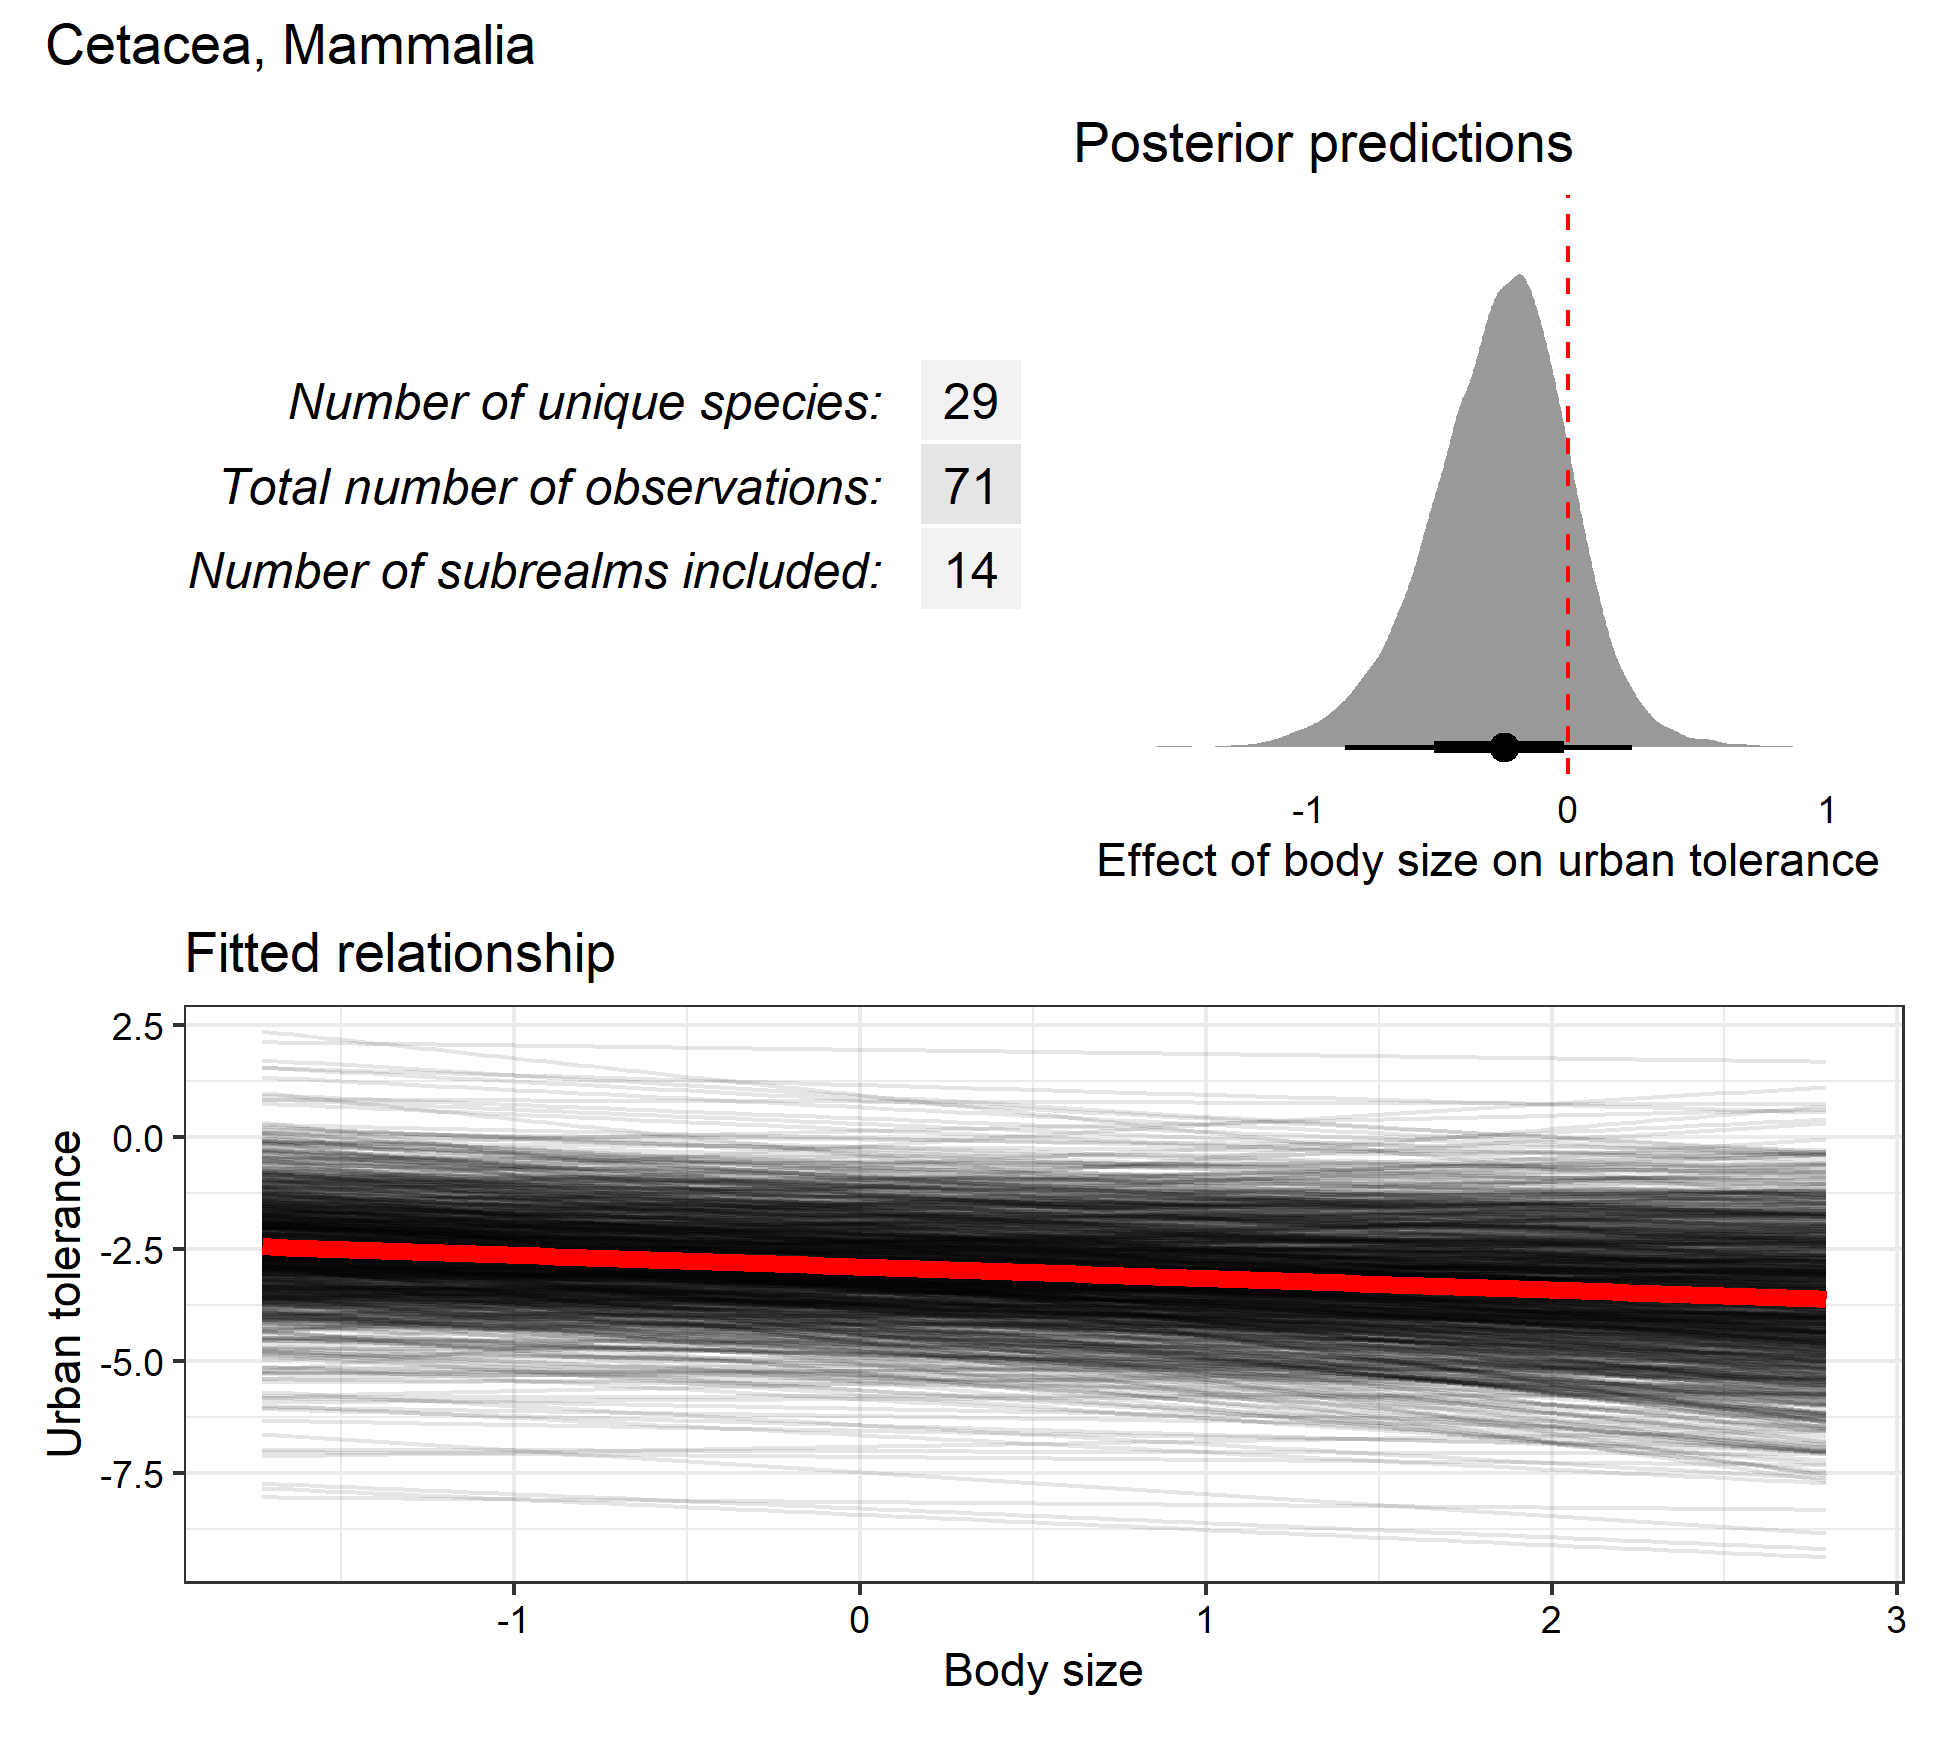 Cetacea, Mammalia
Posterior predictions
Number of unique species: 29
Total number of observations: 71
Number of subrealms included: 14
-1 0 1
Effect of body size on urban tolerance
Fitted relationship
2.5
0.0
-2.5
-5.0
-7.5
Urban tolerance
-1 0 1 2 3
Body size